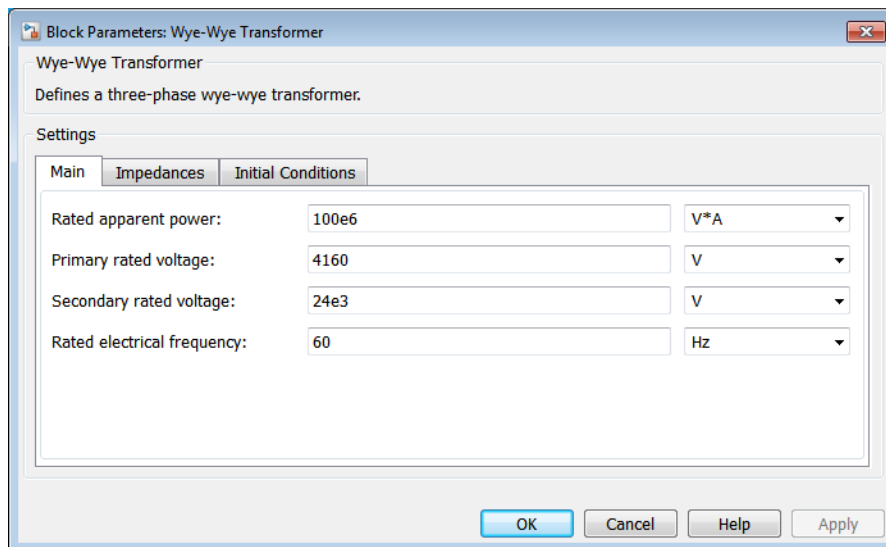 Block Parameters: Wye-Wye Transformer
Wye-Wye Transformer
Defines a three-phase wye-wye transformer.
Settings
Main Impedances Initial Conditions
Rated apparent power: 100e6 V*A
Primary rated voltage: 4160 V
Secondary rated voltage: 24e3 V
Rated electrical frequency: 60 Hz
OK Cancel Help Apply